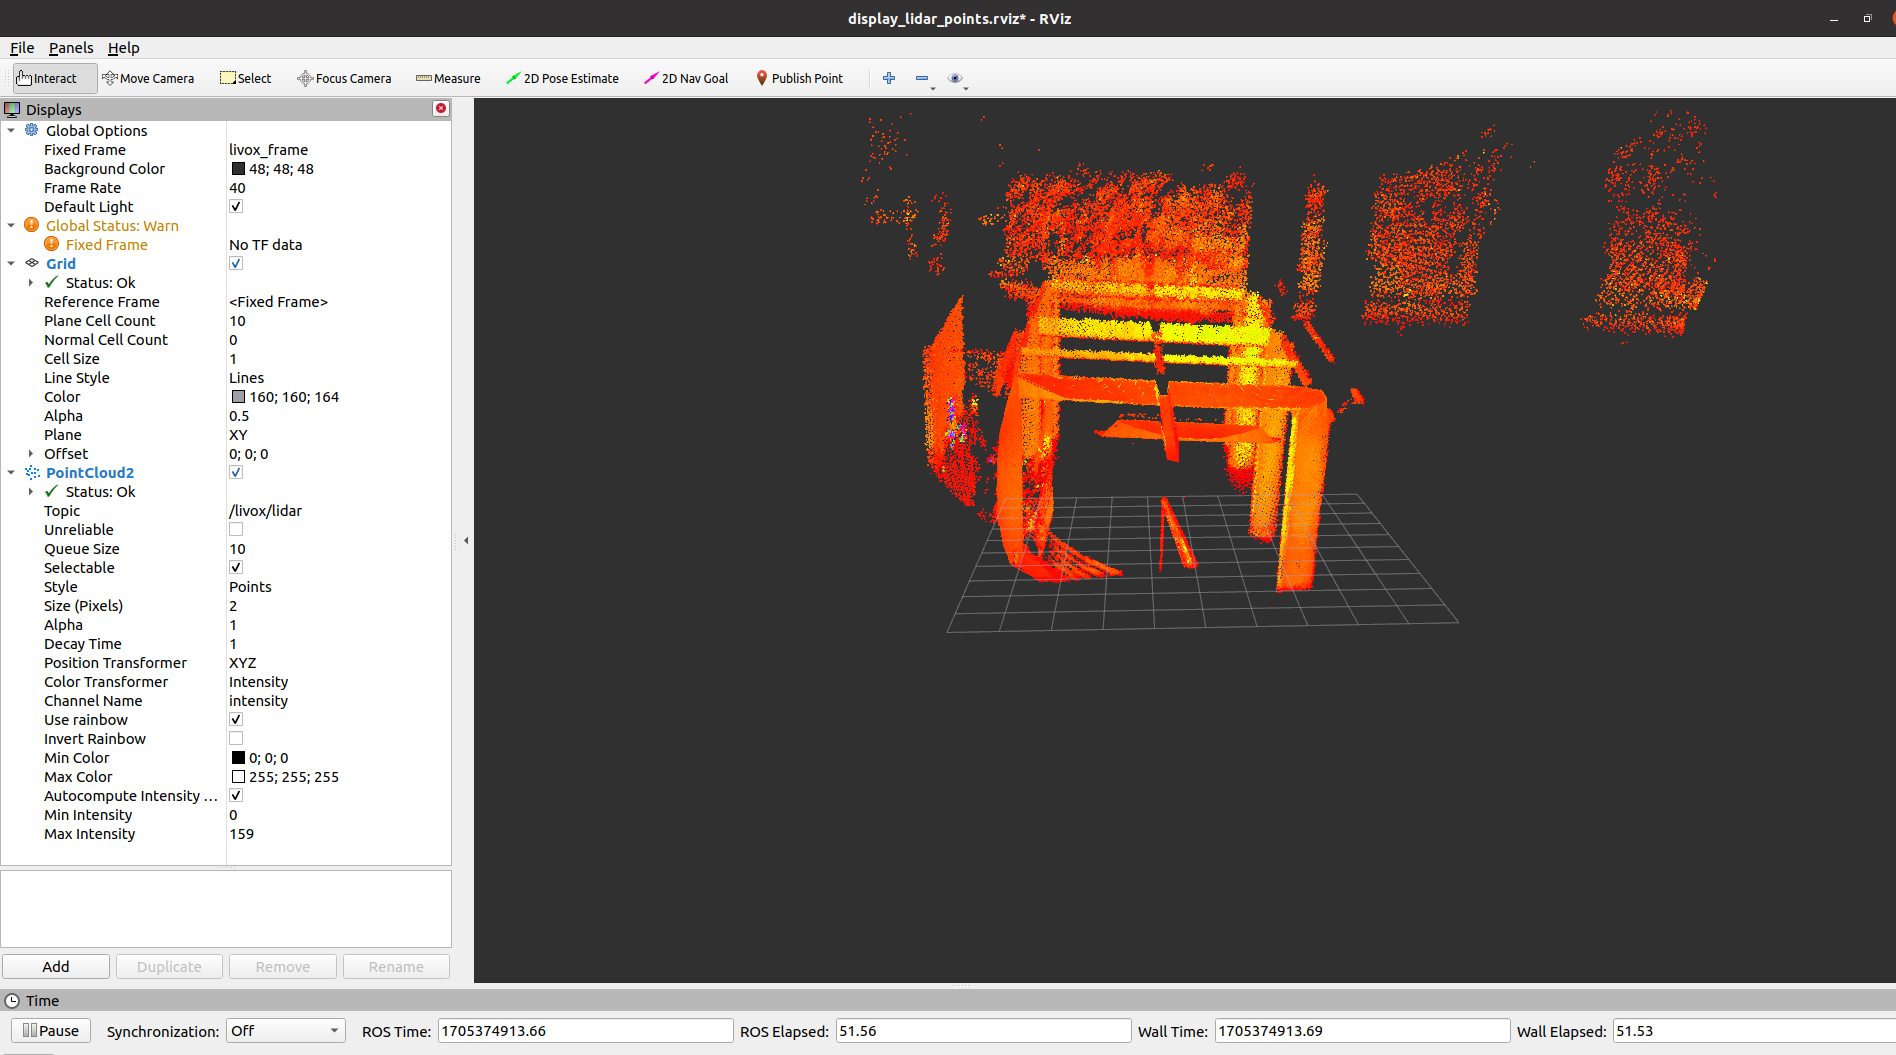 display_lidar_points.rviz* - RViz
File Panels Help
Interact Move Camera Select Focus Camera Measure 2D Pose Estimate 2D Nav Goal Publish Point
Displays
Global Options
Fixed Frame livox_frame
Background Color 48; 48; 48
Frame Rate 40
Default Light
Global Status: Warn
Fixed Frame No TF data
Grid
Status: Ok
Reference Frame <Fixed Frame>
Plane Cell Count 10
Normal Cell Count 0
Cell Size 1
Line Style Lines
Color 160; 160; 164
Alpha 0.5
Plane XY
Offset 0; 0; 0
PointCloud2
Status: Ok
Topic /livox/lidar
Unreliable
Queue Size 10
Selectable
Style Points
Size (Pixels) 2
Alpha 1
Decay Time 1
Position Transformer XYZ
Color Transformer Intensity
Channel Name intensity
Use rainbow
Invert Rainbow
Min Color 0; 0; 0
Max Color 255; 255; 255
Autocompute Intensity ...
Min Intensity 0
Max Intensity 159
Add Duplicate Remove Rename
Time
Pause Synchronization: Off ROS Time: 1705374913.66 ROS Elapsed: 51.56 Wall Time: 1705374913.69 Wall Elapsed: 51.53